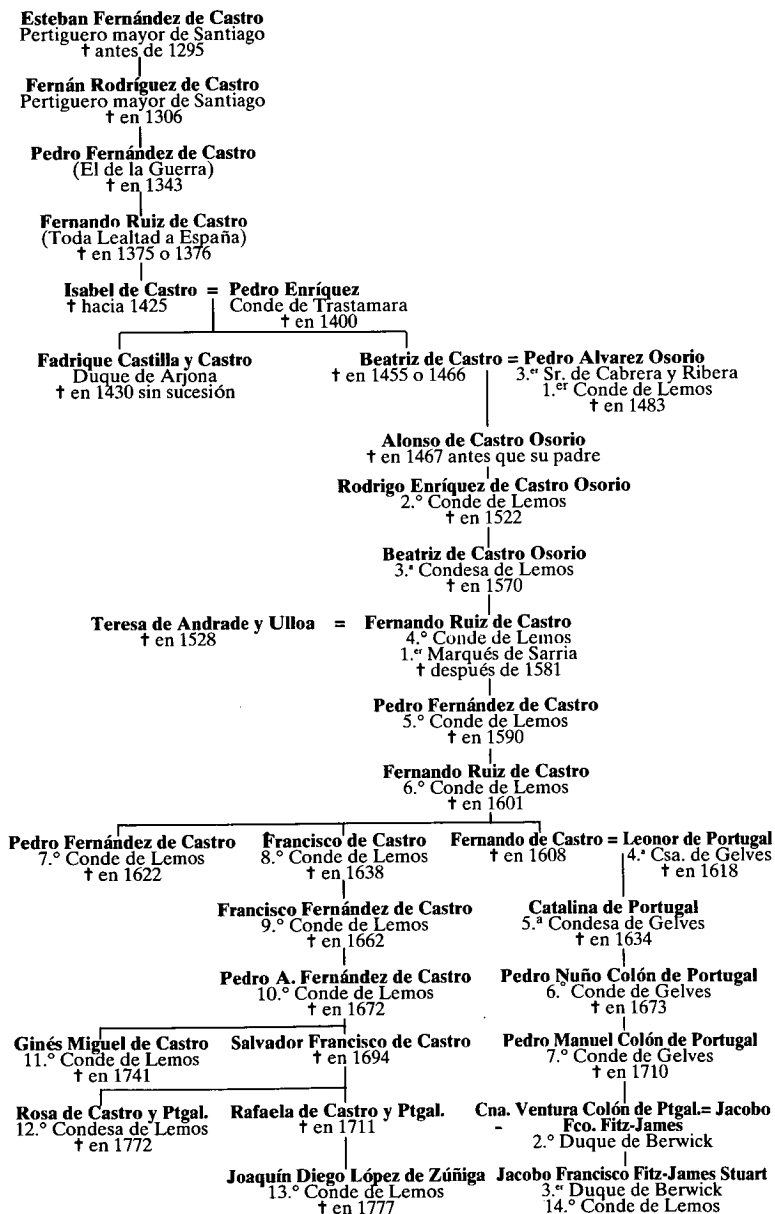 Esteban Fernández de Castro
Pertiguero mayor de Santiago
† antes de 1295
Fernán Rodríguez de Castro
Pertiguero mayor de Santiago
† en 1306
Pedro Fernández de Castro
(El de la Guerra)
† en 1343
Fernando Ruiz de Castro
(Toda Lealtad a España)
† en 1375 o 1376
Isabel de Castro = Pedro Enríquez
† hacia 1425 Conde de Trastamara
† en 1400
Fadrique Castilla y Castro
Duque de Arjona
† en 1430 sin sucesión
Beatriz de Castro = Pedro Alvarez Osorio
† en 1455 o 1466 3.er Sr. de Cabrera y Ribera
1.er Conde de Lemos
† en 1483
Alonso de Castro Osorio
† en 1467 antes que su padre
Rodrigo Enríquez de Castro Osorio
2.º Conde de Lemos
† en 1522
Beatriz de Castro Osorio
3.ª Condesa de Lemos
† en 1570
Teresa de Andrade y Ulloa = Fernando Ruiz de Castro
† en 1528 4.º Conde de Lemos
1.er Marqués de Sarria
† después de 1581
Pedro Fernández de Castro
5.º Conde de Lemos
† en 1590
Fernando Ruiz de Castro
6.º Conde de Lemos
† en 1601
Pedro Fernández de Castro
7.º Conde de Lemos
† en 1622
Francisco de Castro
8.º Conde de Lemos
† en 1638
Fernando de Castro = Leonor de Portugal
† en 1608 4.ª Csa. de Gelves
† en 1618
Francisco Fernández de Castro
9.º Conde de Lemos
† en 1662
Catalina de Portugal
5.ª Condesa de Gelves
† en 1634
Pedro A. Fernández de Castro
10.º Conde de Lemos
† en 1672
Pedro Nuño Colón de Portugal
6.º Conde de Gelves
† en 1673
Ginés Miguel de Castro
11.º Conde de Lemos
† en 1741
Salvador Francisco de Castro
† en 1694
Pedro Manuel Colón de Portugal
7.º Conde de Gelves
† en 1710
Rosa de Castro y Ptgal.
12.º Condesa de Lemos
† en 1772
Rafaela de Castro y Ptgal.
† en 1711
Cna. Ventura Colón de Ptgal.= Jacobo
- Fco. Fitz-James
2.º Duque de Berwick
Joaquín Diego López de Zúñiga
13.º Conde de Lemos
† en 1777
Jacobo Francisco Fitz-James Stuart
3.er Duque de Berwick
14.º Conde de Lemos